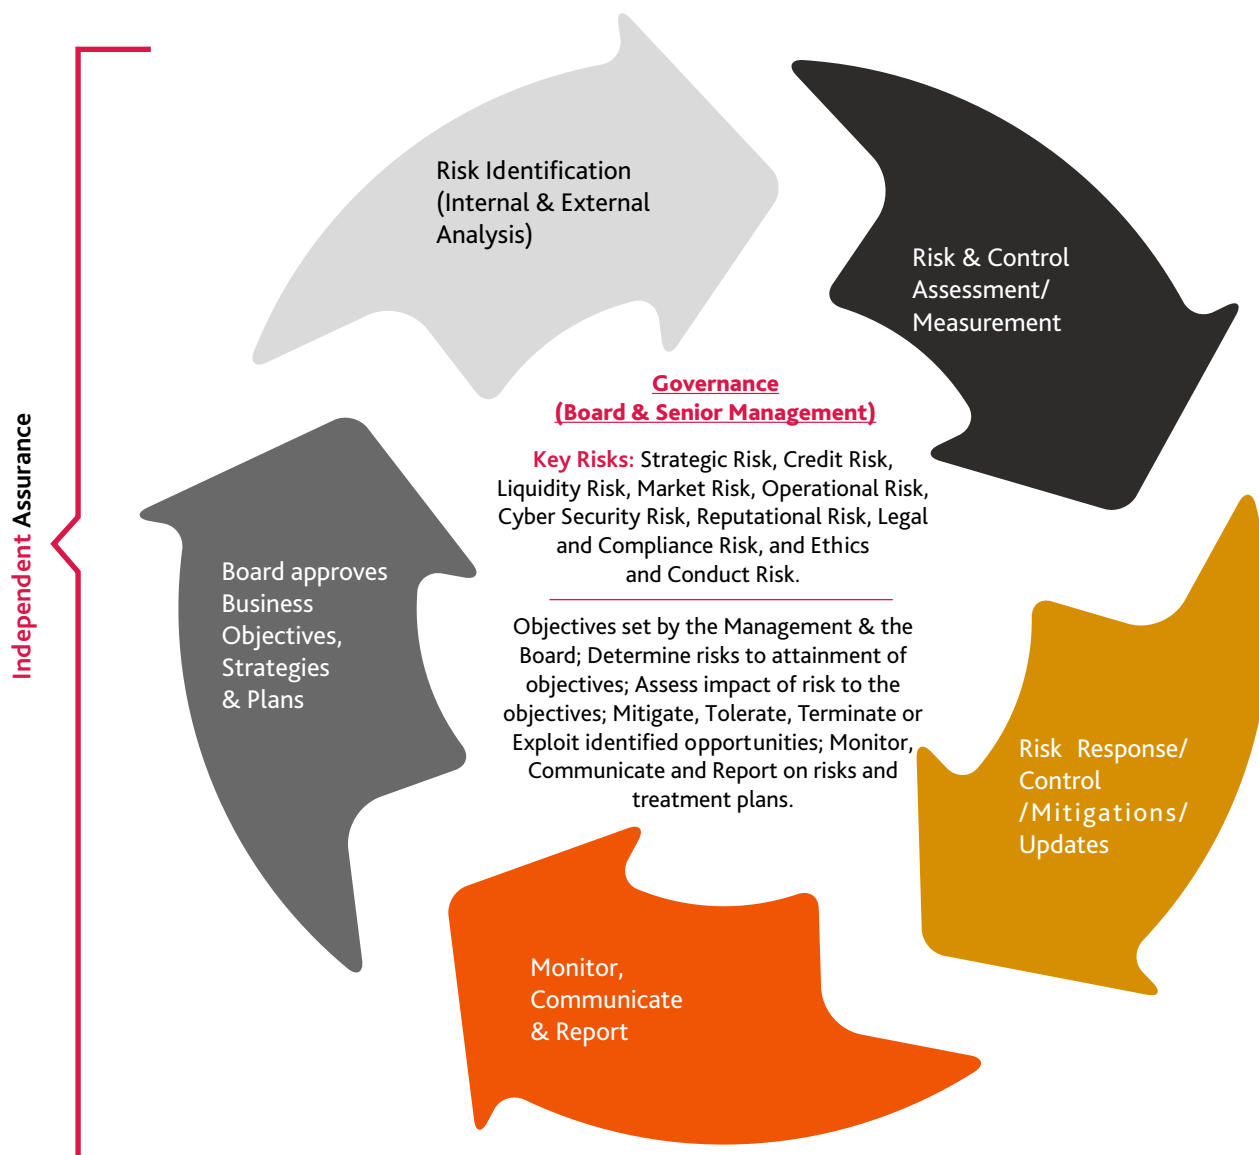 Independent Assurance
Risk Identification
(Internal & External
Analysis)
Risk & Control
Assessment/
Measurement
Governance
(Board & Senior Management)
Key Risks: Strategic Risk, Credit Risk,
Liquidity Risk, Market Risk, Operational Risk,
Cyber Security Risk, Reputational Risk, Legal
and Compliance Risk, and Ethics
and Conduct Risk.
Objectives set by the Management & the
Board; Determine risks to attainment of
objectives; Assess impact of risk to the
objectives; Mitigate, Tolerate, Terminate or
Exploit identified opportunities; Monitor,
Communicate and Report on risks and
treatment plans.
Board approves
Business
Objectives,
Strategies
& Plans
Risk Response/
Control
/Mitigations/
Updates
Monitor,
Communicate
& Report